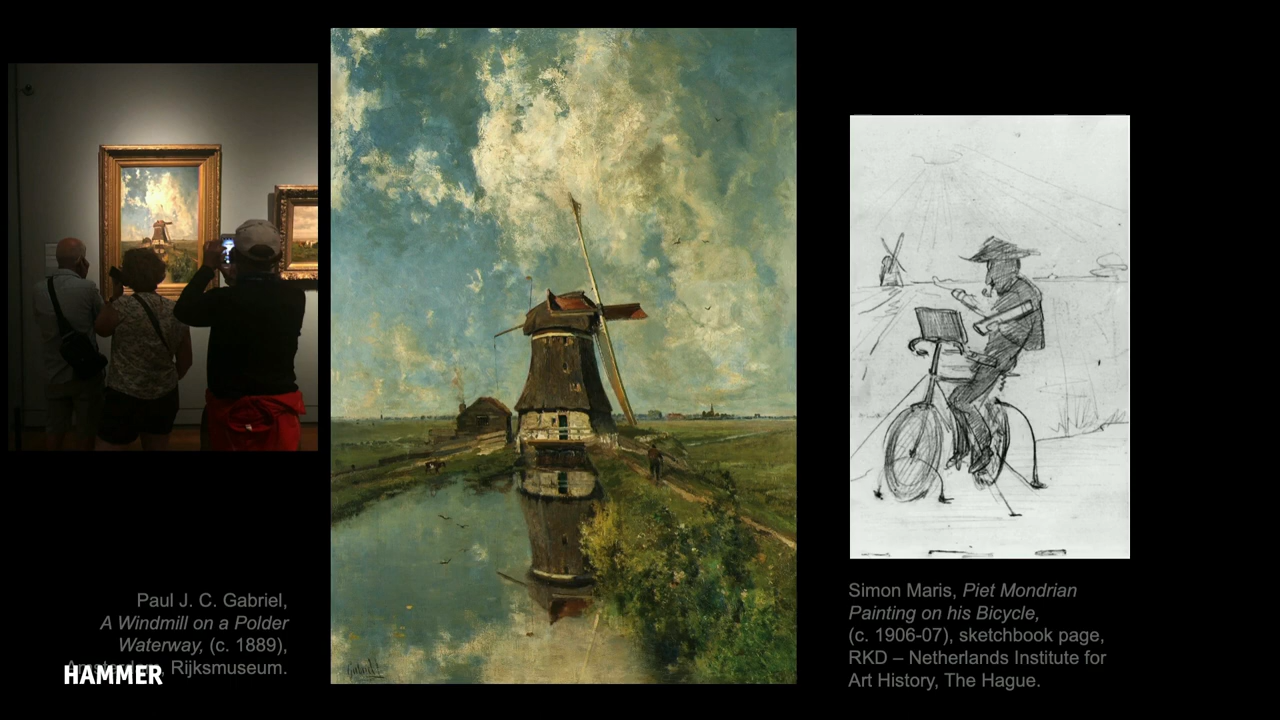 Paul J. C. Gabriel,
A Windmill on a Polder
Waterway, (c. 1889),
Amsterdam, Rijksmuseum.
HAMMER
Simon Maris, Piet Mondrian
Painting on his Bicycle,
(c. 1906-07), sketchbook page,
RKD – Netherlands Institute for
Art History, The Hague.